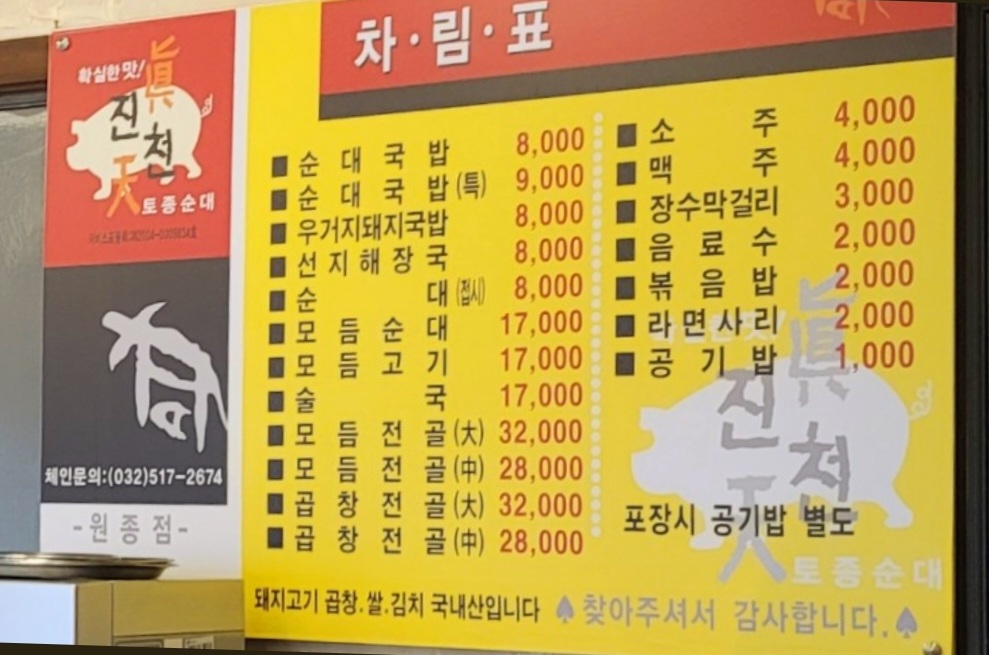 확실한 맛!
眞
진천
天
토종순대
체인문의:(032)517-2674
-원종점-
차·림·표
순대국밥 8,000
순대국밥(특) 9,000
우거지돼지국밥 8,000
선지해장국 8,000
순대(접시) 8,000
모듬순대 17,000
모듬고기 17,000
술국 17,000
모듬전골(大) 32,000
모듬전골(中) 28,000
곱창전골(大) 32,000
곱창전골(中) 28,000
소주 4,000
맥주 4,000
장수막걸리 3,000
음료수 2,000
볶음밥 2,000
라면사리 2,000
공기밥 1,000
眞
진천
天
포장시 공기밥 별도
토종순대
돼지고기 곱창.쌀.김치 국내산입니다
♠찾아주셔서 감사합니다.♠